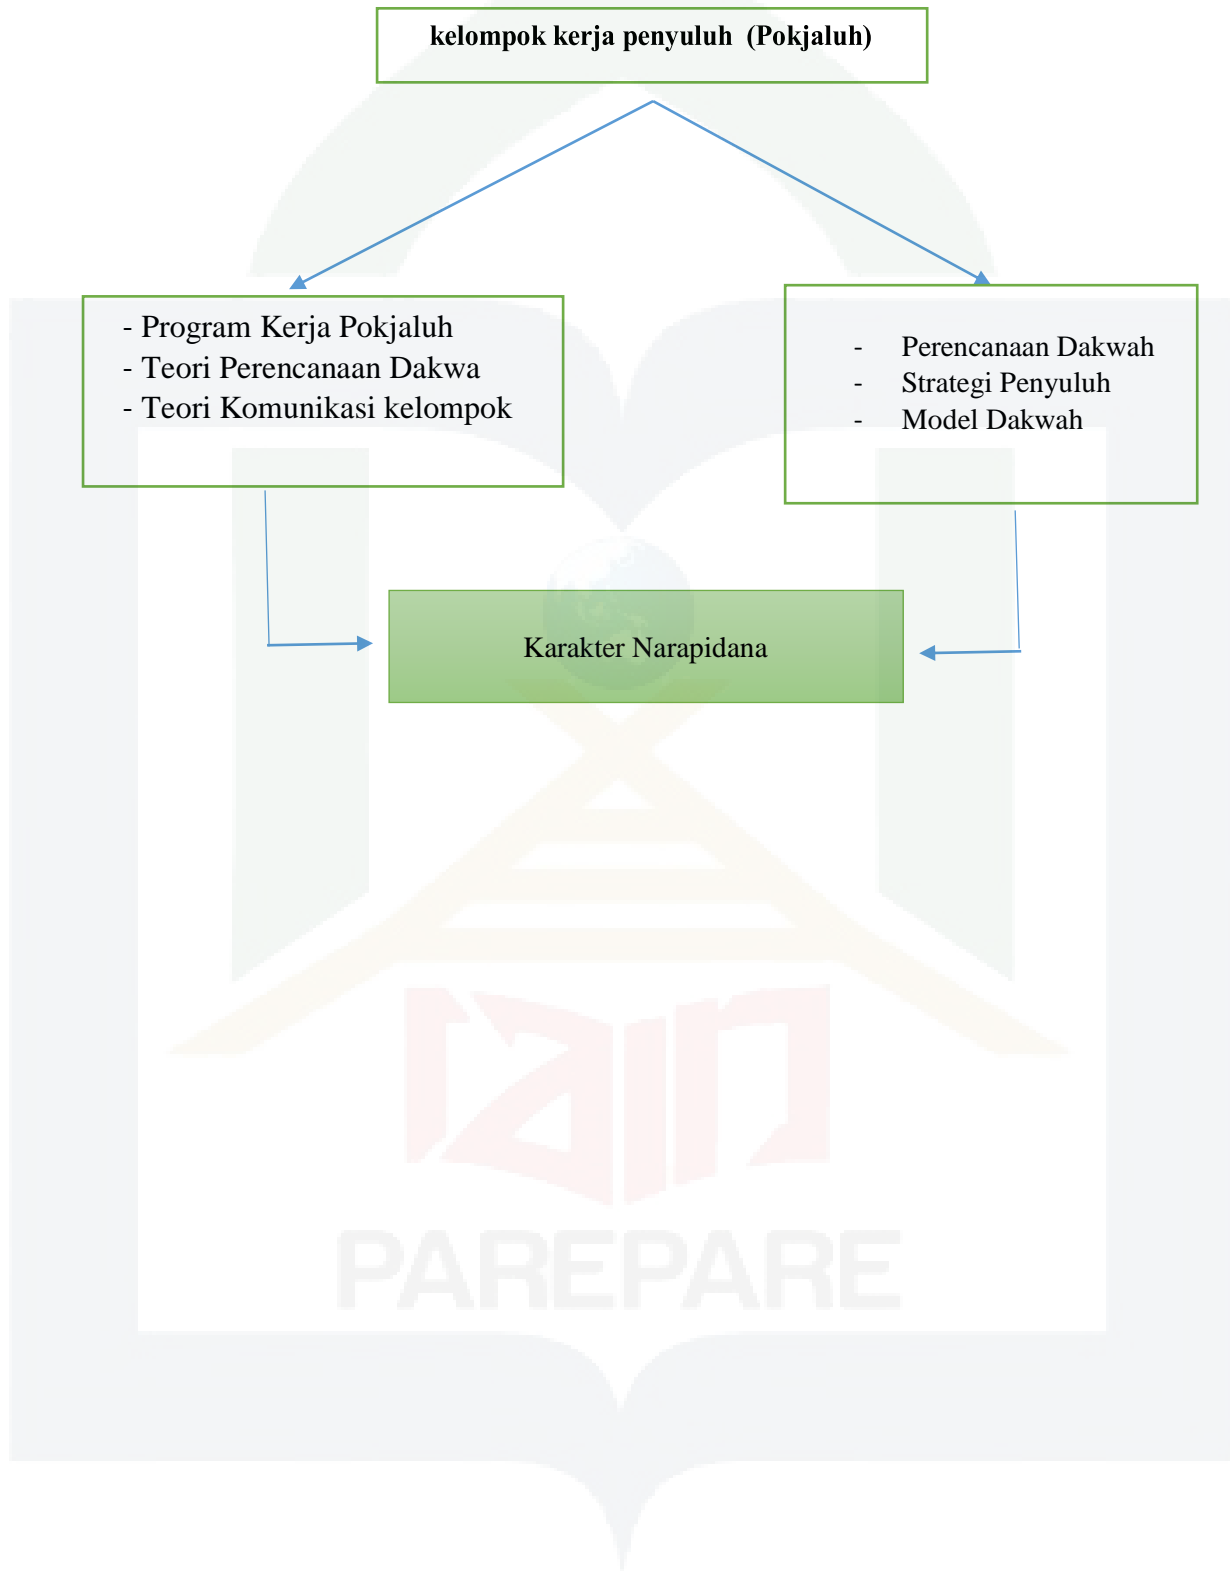 kelompok kerja penyuluh (Pokjaluh)
- Program Kerja Pokjaluh
- Teori Perencanaan Dakwa
- Teori Komunikasi kelompok
- Perencanaan Dakwah
- Strategi Penyuluh
- Model Dakwah
Karakter Narapidana
iain
PAREPARE